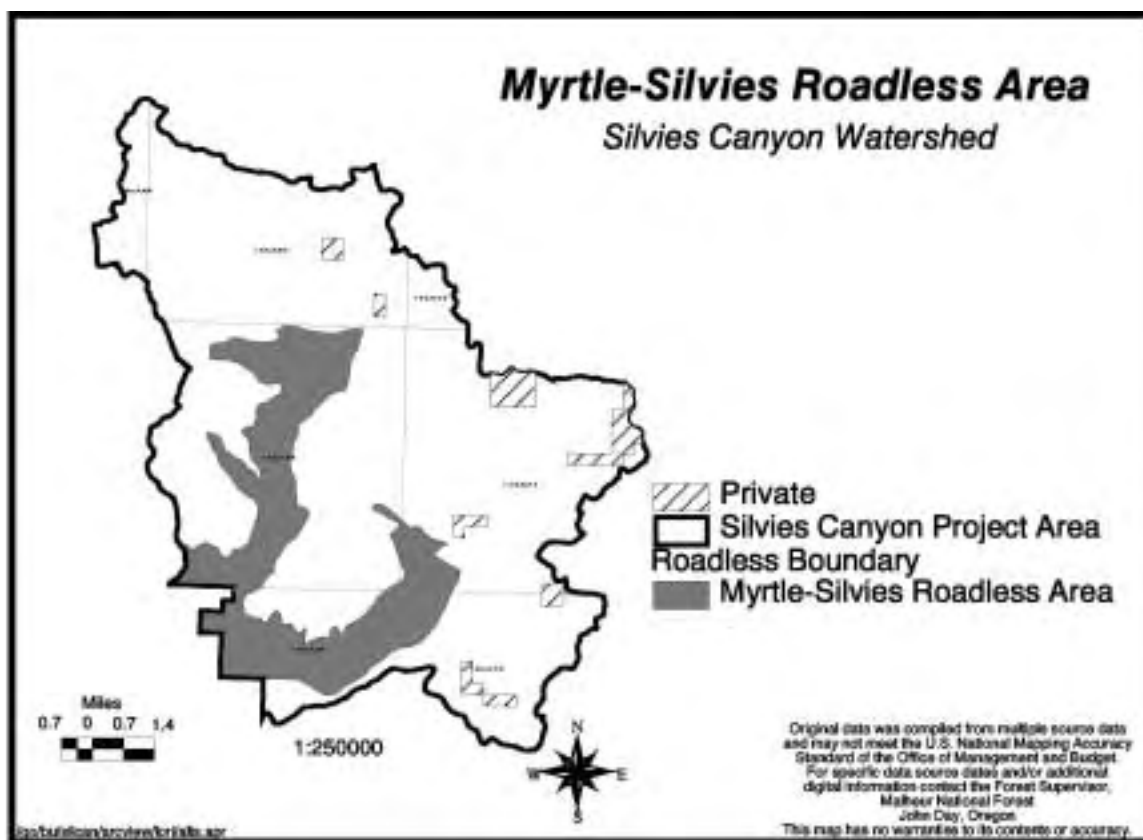 Myrtle-Silvies Roadless Area
Silvies Canyon Watershed
Private
Silvies Canyon Project Area
Roadless Boundary
Myrtle-Silvies Roadless Area
Miles
0.7 0 0.7 1.4
1:250000
N
W E
S
Original data was compiled from multiple source data
and may not meet the U.S. National Mapping Accuracy
Standard of the Office of Management and Budget.
For specific data source dates and/or additional
digital information contact the Forest Supervisor,
Malheur National Forest
John Day, Oregon
This map has no warranties to its contents or accuracy.